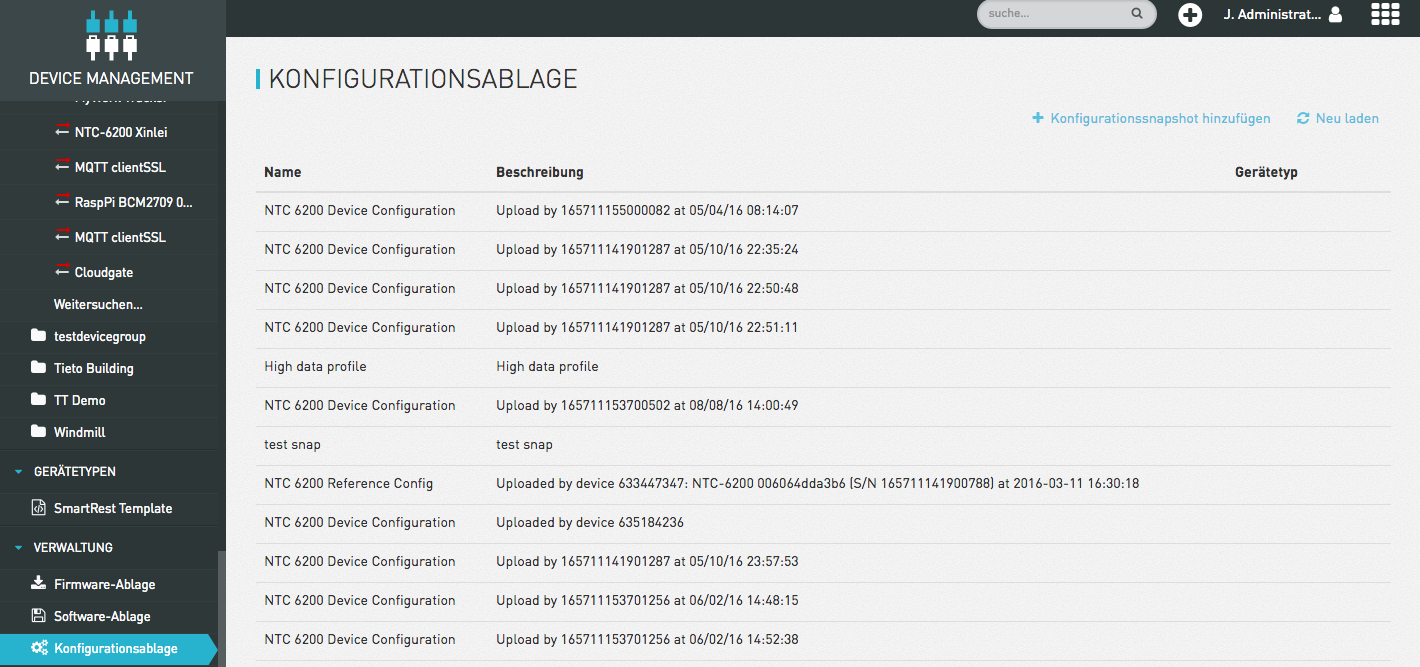 DEVICE MANAGEMENT
NTC-6200 Xinlei
MQTT clientSSL
RaspPi BCM2709 0...
MQTT clientSSL
Cloudgate
Weitersuchen...
testdevicegroup
Tieto Building
TT Demo
Windmill
GERÄTETYPEN
SmartRest Template
VERWALTUNG
Firmware-Ablage
Software-Ablage
Konfigurationsablage
suche...
J. Administrat...
KONFIGURATIONSABLAGE
Konfigurationssnapshot hinzufügen Neu laden
Name Beschreibung Gerätetyp
NTC 6200 Device Configuration Upload by 165711155000082 at 05/04/16 08:14:07
NTC 6200 Device Configuration Upload by 165711141901287 at 05/10/16 22:35:24
NTC 6200 Device Configuration Upload by 165711141901287 at 05/10/16 22:50:48
NTC 6200 Device Configuration Upload by 165711141901287 at 05/10/16 22:51:11
High data profile High data profile
NTC 6200 Device Configuration Upload by 165711153700502 at 08/08/16 14:00:49
test snap test snap
NTC 6200 Reference Config Uploaded by device 633447347: NTC-6200 006064dda3b6 (S/N 165711141900788) at 2016-03-11 16:30:18
NTC 6200 Device Configuration Uploaded by device 635184236
NTC 6200 Device Configuration Upload by 165711141901287 at 05/10/16 23:57:53
NTC 6200 Device Configuration Upload by 165711153701256 at 06/02/16 14:48:15
NTC 6200 Device Configuration Upload by 165711153701256 at 06/02/16 14:52:38